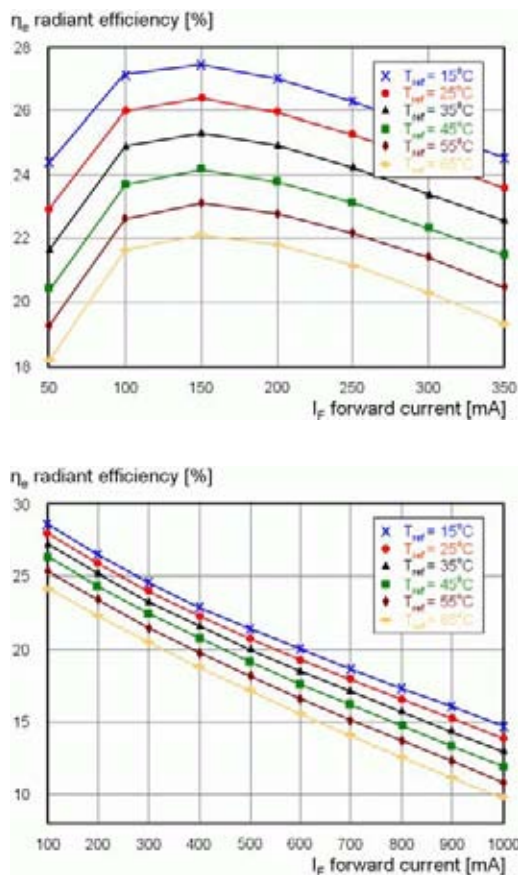 ηe radiant efficiency [%]
28
26
24
22
20
18
Tref = 15°C
Tref = 25°C
Tref = 35°C
Tref = 45°C
Tref = 55°C
Tref = 65°C
50 100 150 200 250 300 350
IF forward current [mA]
ηe radiant efficiency [%]
30
25
20
15
10
Tref = 15°C
Tref = 25°C
Tref = 35°C
Tref = 45°C
Tref = 55°C
Tref = 65°C
100 200 300 400 500 600 700 800 900 1000
IF forward current [mA]